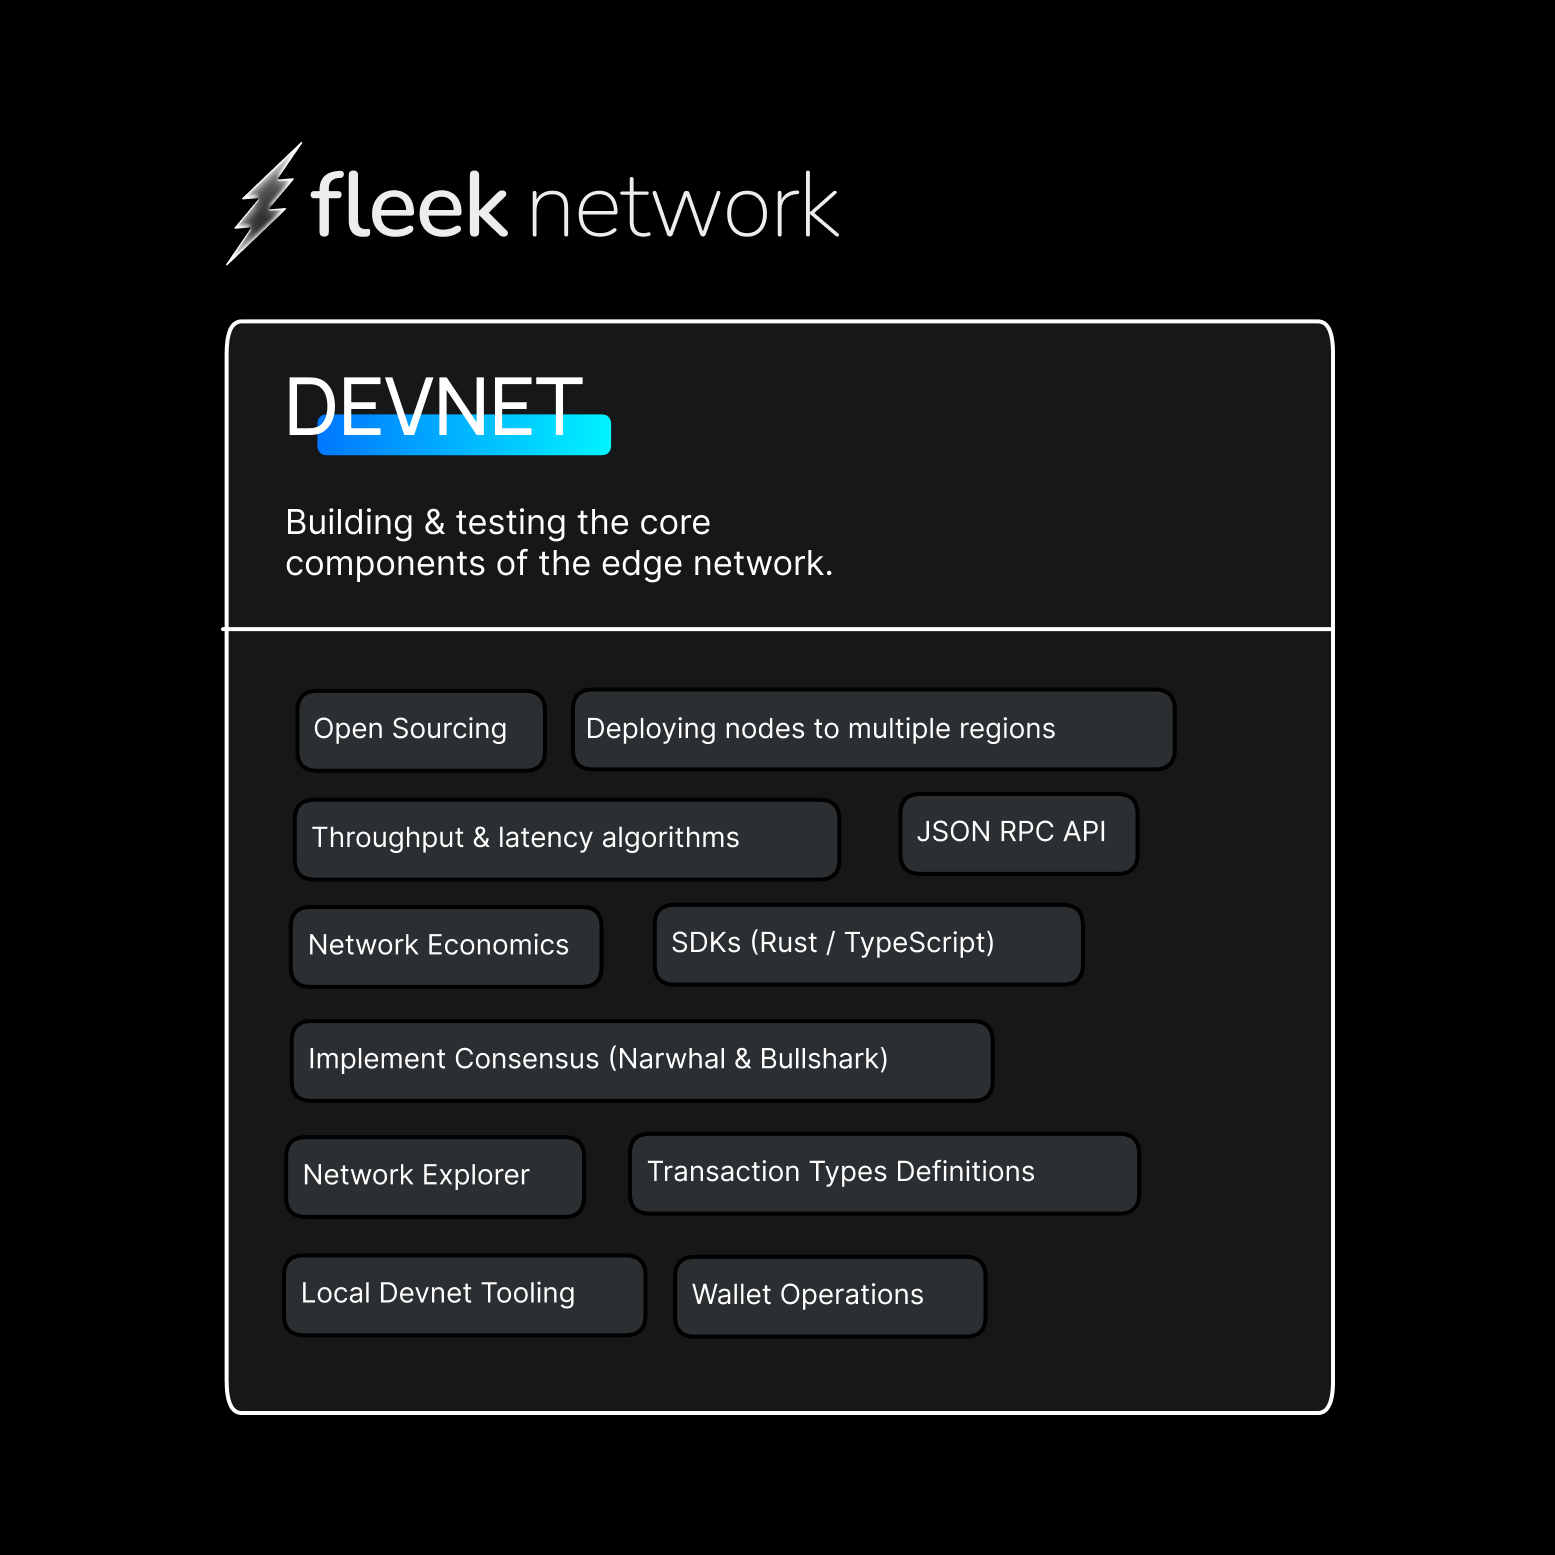 fleek network
DEVNET
Building & testing the core
components of the edge network.
Open Sourcing
Deploying nodes to multiple regions
Throughput & latency algorithms
JSON RPC API
Network Economics
SDKs (Rust / TypeScript)
Implement Consensus (Narwhal & Bullshark)
Network Explorer
Transaction Types Definitions
Local Devnet Tooling
Wallet Operations